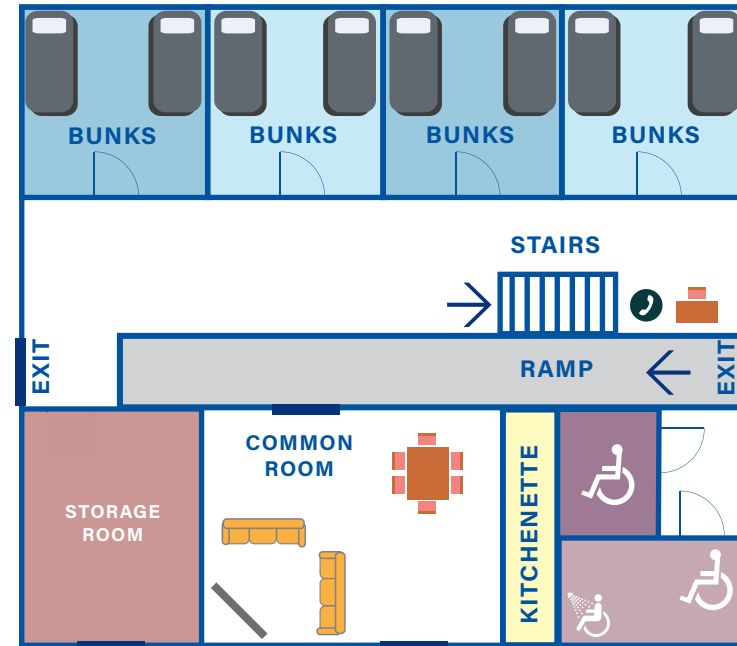 BUNKS
BUNKS
BUNKS
BUNKS
STAIRS
EXIT
RAMP
EXIT
COMMON
ROOM
STORAGE
ROOM
KITCHENETTE